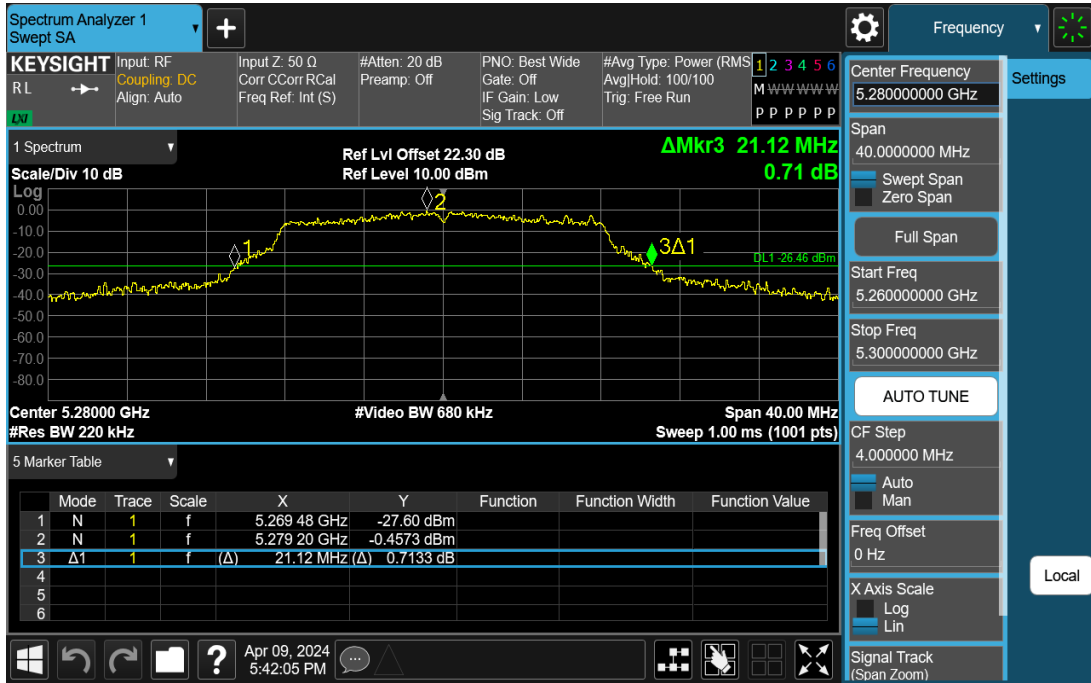 Spectrum Analyzer 1
Swept SA
+
Frequency
KEYSIGHT
RL
LXI
Input: RF
Coupling: DC
Align: Auto
Input Z: 50 Ω
Corr CCorr RCal
Freq Ref: Int (S)
#Atten: 20 dB
Preamp: Off
PNO: Best Wide
Gate: Off
IF Gain: Low
Sig Track: Off
#Avg Type: Power (RMS
Avg|Hold: 100/100
Trig: Free Run
1 2 3 4 5 6
M W W W W W
P P P P P P
1 Spectrum
Scale/Div 10 dB
Ref Lvl Offset 22.30 dB
Ref Level 10.00 dBm
ΔMkr3 21.12 MHz
0.71 dB
Log
0.00
-10.0
-20.0
-30.0
-40.0
-50.0
-60.0
-70.0
-80.0
1
2
3Δ1
DL1 -26.46 dBm
Center 5.28000 GHz
#Video BW 680 kHz
Span 40.00 MHz
#Res BW 220 kHz
Sweep 1.00 ms (1001 pts)
5 Marker Table
Mode Trace Scale X Y Function Function Width Function Value
1 N 1 f 5.269 48 GHz -27.60 dBm
2 N 1 f 5.279 20 GHz -0.4573 dBm
3 Δ1 1 f (Δ) 21.12 MHz (Δ) 0.7133 dB
4
5
6
?
Apr 09, 2024
5:42:05 PM
Center Frequency
5.280000000 GHz
Settings
Span
40.0000000 MHz
Swept Span
Zero Span
Full Span
Start Freq
5.260000000 GHz
Stop Freq
5.300000000 GHz
AUTO TUNE
CF Step
4.000000 MHz
Auto
Man
Freq Offset
0 Hz
Local
X Axis Scale
Log
Lin
Signal Track
(Span Zoom)